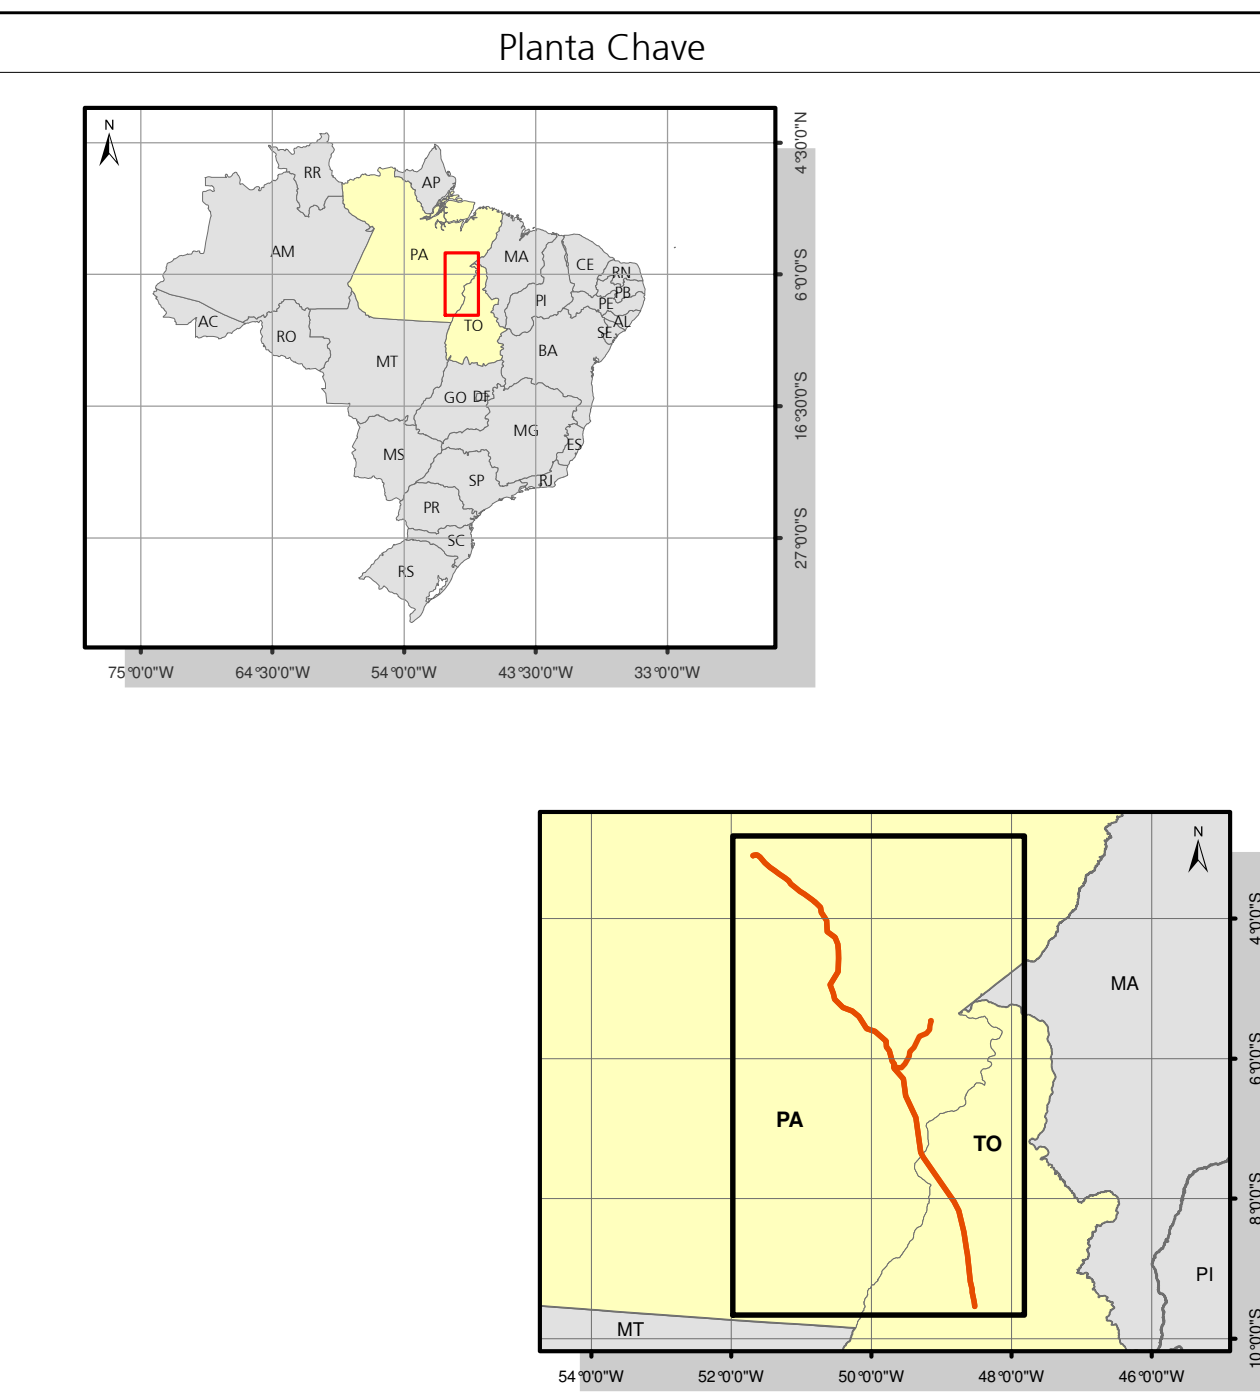 Planta Chave
N
4°30'0"N
RR
AP
AM
PA
MA
CE
RN
6°0'0"S
PB
PI
PE
AC
AL
TO
SE
RO
BA
MT
GO
DF
16°30'0"S
MG
ES
MS
SP
RJ
PR
27°0'0"S
SC
RS
75°0'0"W
64°30'0"W
54°0'0"W
43°30'0"W
33°0'0"W
N
4°0'0"S
MA
6°0'0"S
PA
TO
8°0'0"S
PI
MT
10°0'0"S
54°0'0"W
52°0'0"W
50°0'0"W
48°0'0"W
46°0'0"W